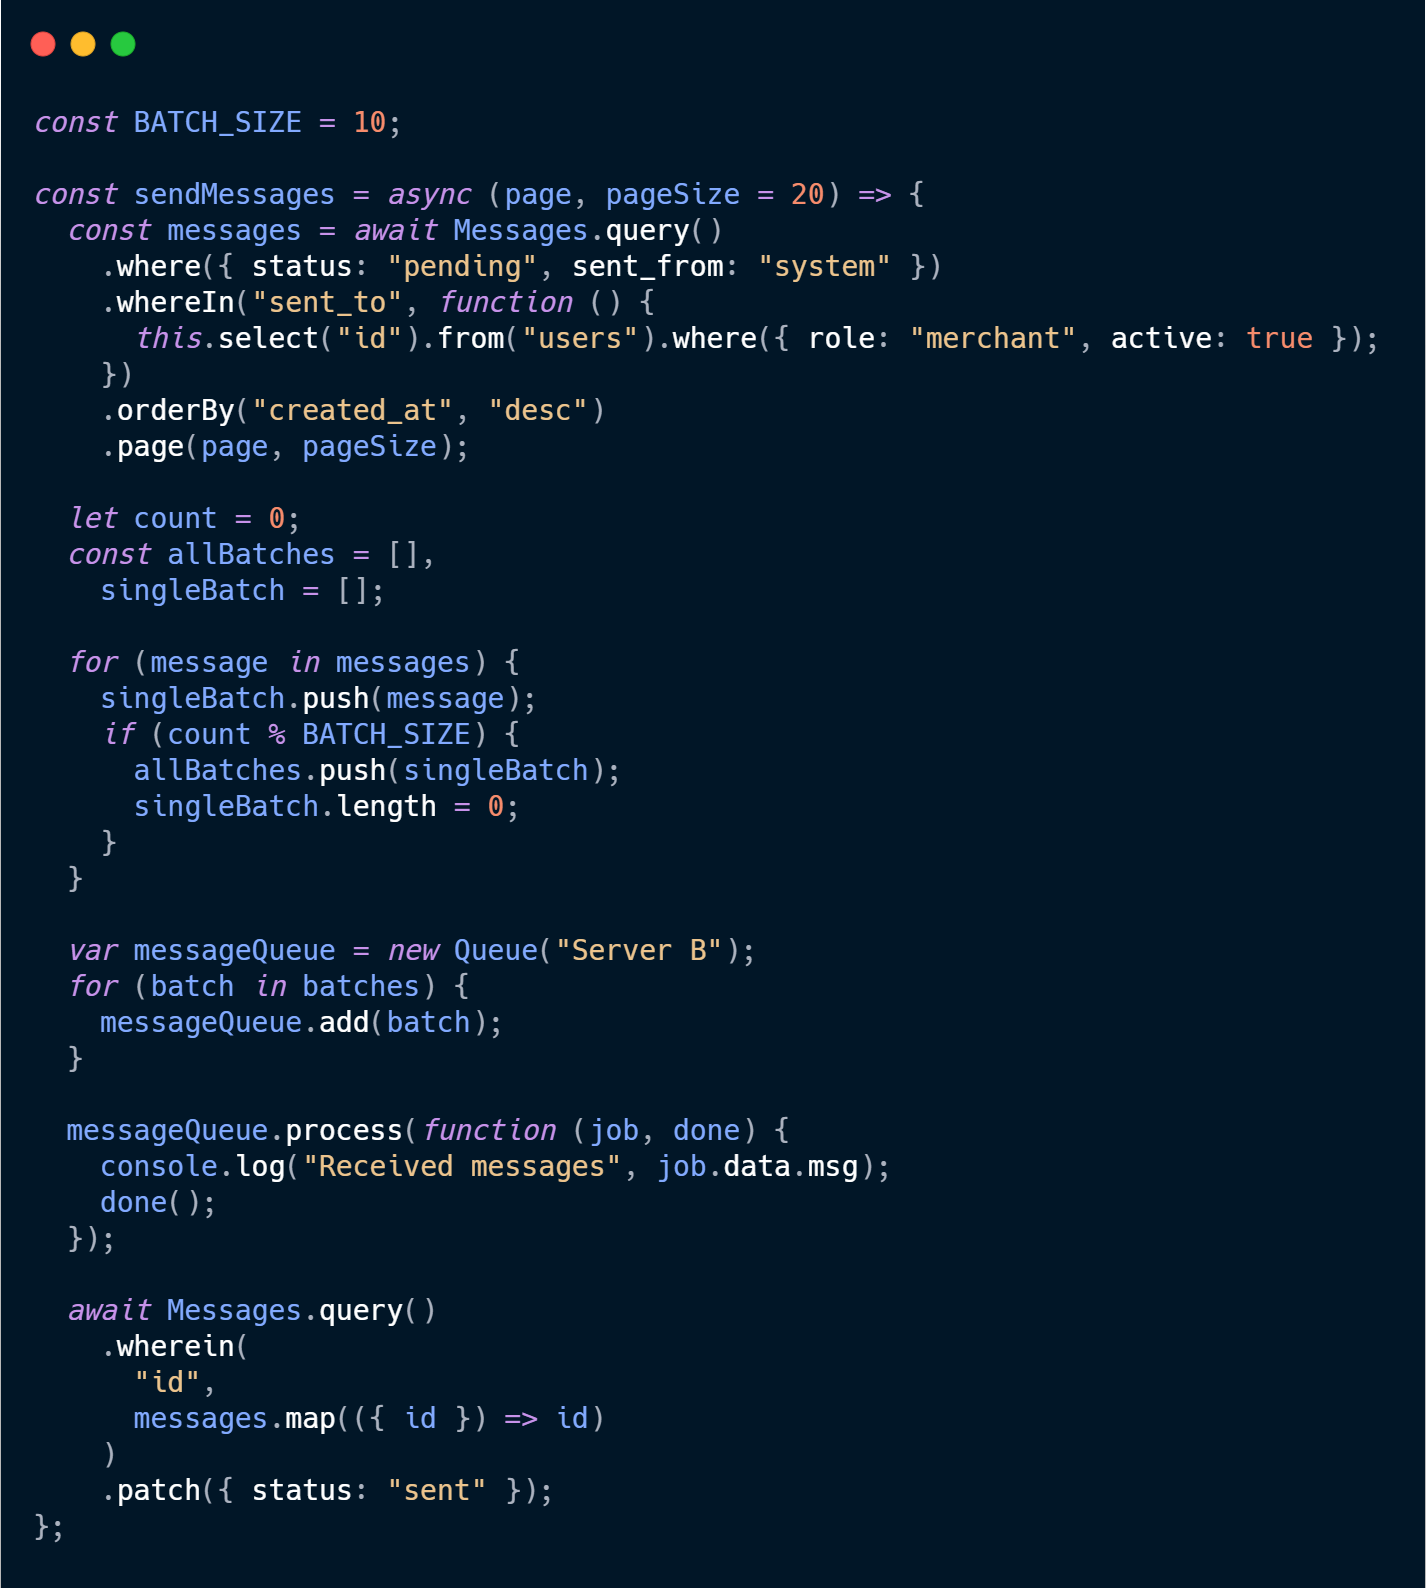 const BATCH_SIZE = 10;

const sendMessages = async (page, pageSize = 20) => {
  const messages = await Messages.query()
    .where({ status: "pending", sent_from: "system" })
    .whereIn("sent_to", function () {
      this.select("id").from("users").where({ role: "merchant", active: true });
    })
    .orderBy("created_at", "desc")
    .page(page, pageSize);

  let count = 0;
  const allBatches = [],
    singleBatch = [];

  for (message in messages) {
    singleBatch.push(message);
    if (count % BATCH_SIZE) {
      allBatches.push(singleBatch);
      singleBatch.length = 0;
    }
  }

  var messageQueue = new Queue("Server B");
  for (batch in batches) {
    messageQueue.add(batch);
  }

  messageQueue.process(function (job, done) {
    console.log("Received messages", job.data.msg);
    done();
  });

  await Messages.query()
    .wherein(
      "id",
      messages.map(({ id }) => id)
    )
    .patch({ status: "sent" });
};